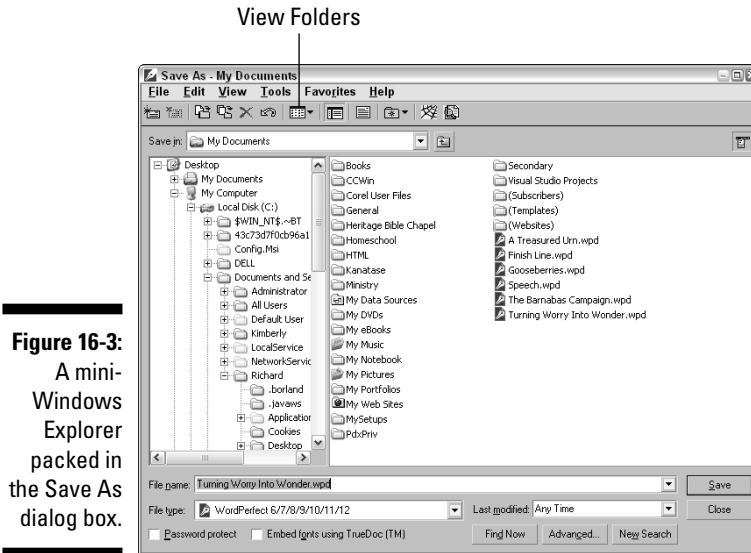 View Folders
Save As - My Documents
File Edit View Tools Favorites Help
Save in: My Documents
Desktop
My Documents
My Computer
Local Disk (C:)
$WIN_NT$.~BT
43c73d7f0cb96a1
Config.Msi
DELL
Documents and Se
Administrator
All Users
Default User
Kimberly
LocalService
NetworkServic
Richard
.borland
.javaws
Application
Cookies
Desktop
Books
CCWin
Corel User Files
General
Heritage Bible Chapel
Homeschool
HTML
Kanatase
Ministry
My Data Sources
My DVDs
My eBooks
My Music
My Notebook
My Pictures
My Portfolios
My Web Sites
MySetups
PdxPriv
Secondary
Visual Studio Projects
(Subscribers)
(Templates)
(Websites)
A Treasured Urn.wpd
Finish Line.wpd
Gooseberries.wpd
Speech.wpd
The Barnabas Campaign.wpd
Turning Worry Into Wonder.wpd
File name: Turning Worry Into Wonder.wpd
Save
File type: WordPerfect 6/7/8/9/10/11/12
Last modified: Any Time
Close
Password protect Embed fonts using TrueDoc (TM)
Find Now Advanced... New Search
Figure 16-3:
A mini-
Windows
Explorer
packed in
the Save As
dialog box.